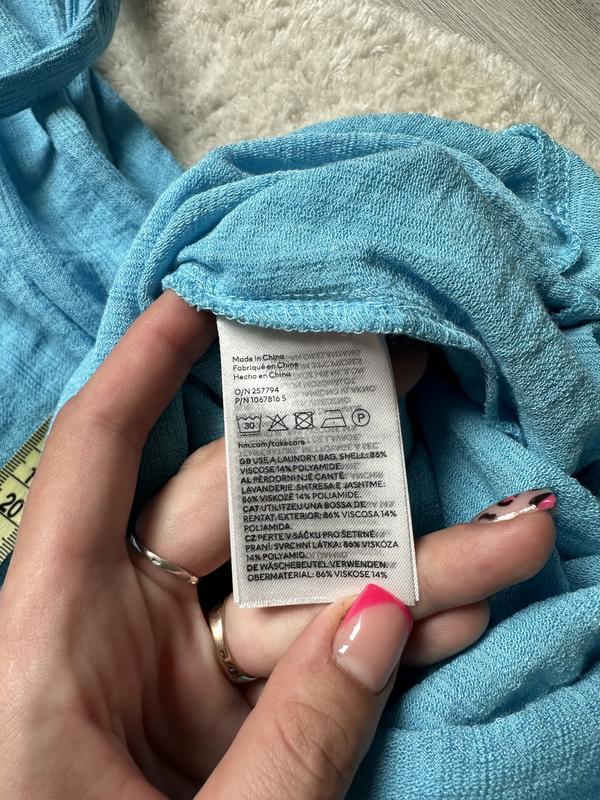 Made in China
Fabriqué en Chine
Hecho en China
O/N 257794
P/N 1067816 S
30
P
hm.com/takecare
GB USE A LAUNDRY BAG. SHELL: 86%
VISCOSE 14% POLYAMIDE.
AL PËRDORNI NJË CANTË
LAVANDERIE. SHTRESA E JASHTME:
86% VISKOZË 14% POLIAMIDE.
CAT UTILITZEU UNA BOSSA DE
RENTAT. EXTERIOR: 86% VISCOSA 14%
POLIAMIDA.
CZ PERTE V SÁČKU PRO ŠETRNÉ
PRANÍ. SVRCHNÍ LÁTKA: 86% VISKÓZA
14% POLYAMID.
DE WÄSCHEBEUTEL VERWENDEN.
OBERMATERIAL: 86% VISKOSE 14%
20